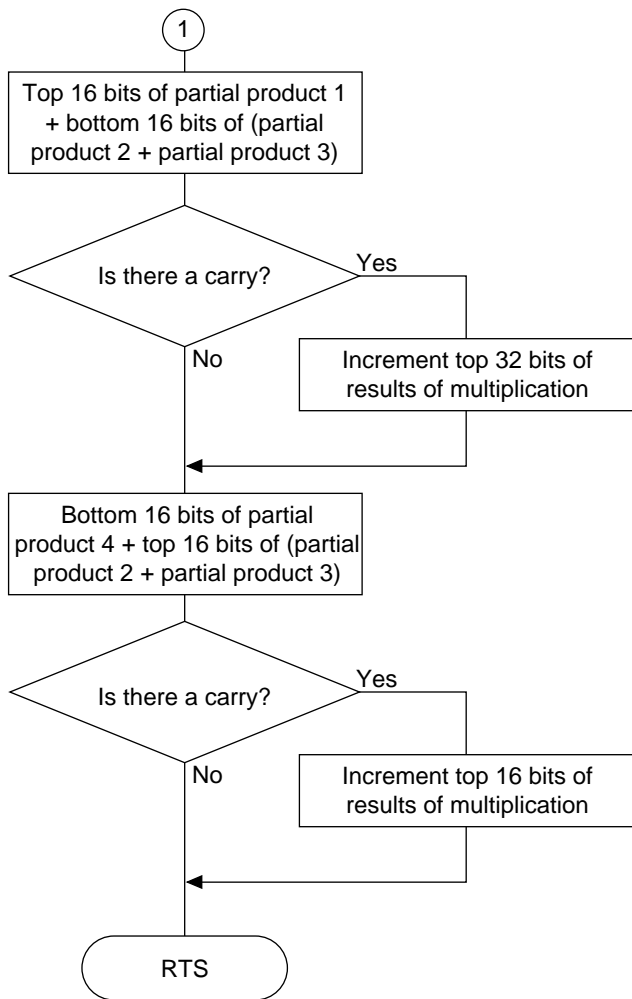 1
Top 16 bits of partial product 1
+ bottom 16 bits of (partial
product 2 + partial product 3)
Is there a carry?
Yes
No
Increment top 32 bits of
results of multiplication
Bottom 16 bits of partial
product 4 + top 16 bits of (partial
product 2 + partial product 3)
Is there a carry?
Yes
No
Increment top 16 bits of
results of multiplication
RTS